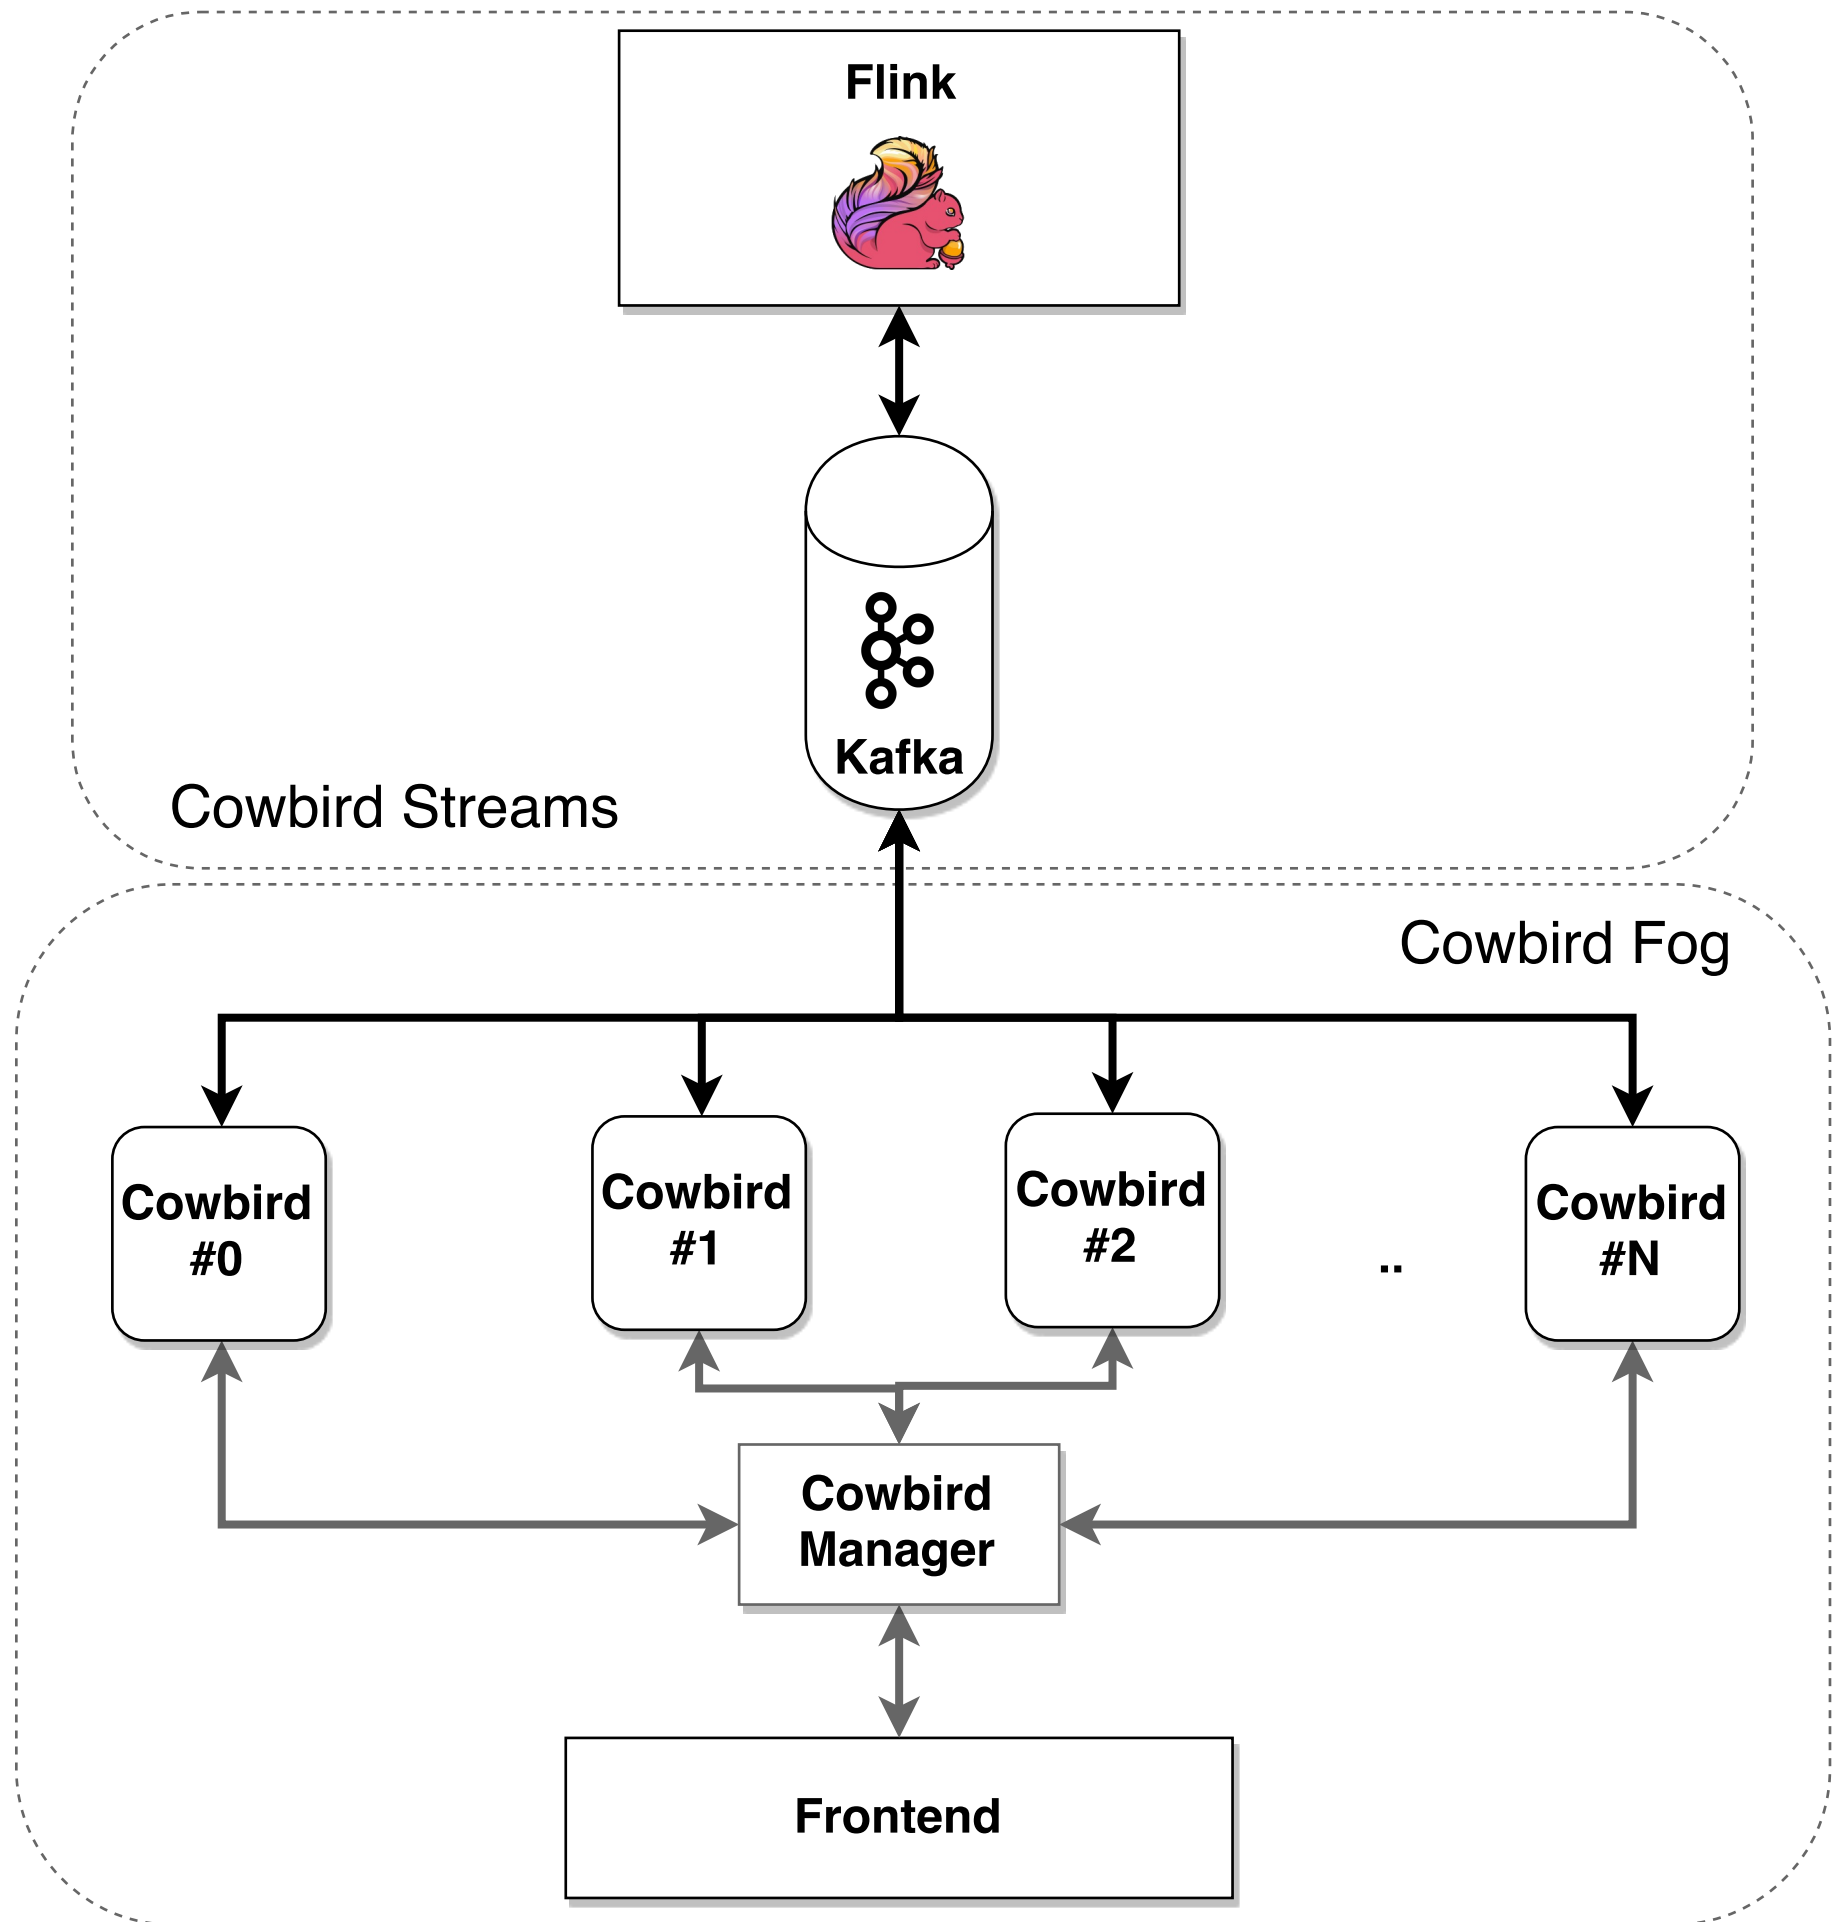 Flink
Kafka
Cowbird Streams
Cowbird Fog
Cowbird
#0
Cowbird
#1
Cowbird
#2
..
Cowbird
#N
Cowbird
Manager
Frontend